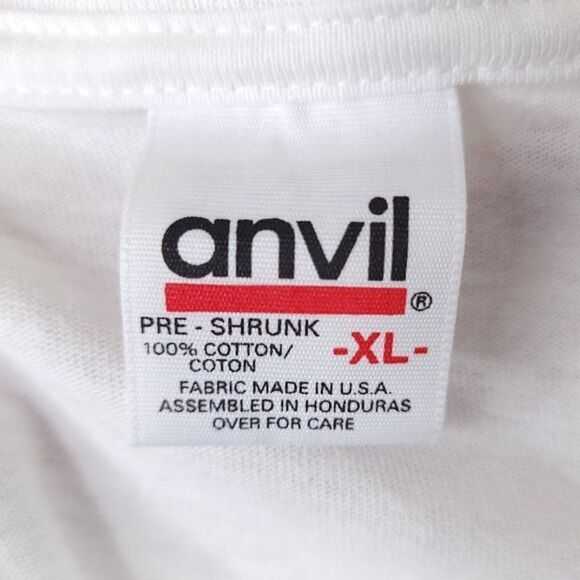 anvil®
PRE - SHRUNK
100% COTTON/
COTON
-XL-
FABRIC MADE IN U.S.A.
ASSEMBLED IN HONDURAS
OVER FOR CARE